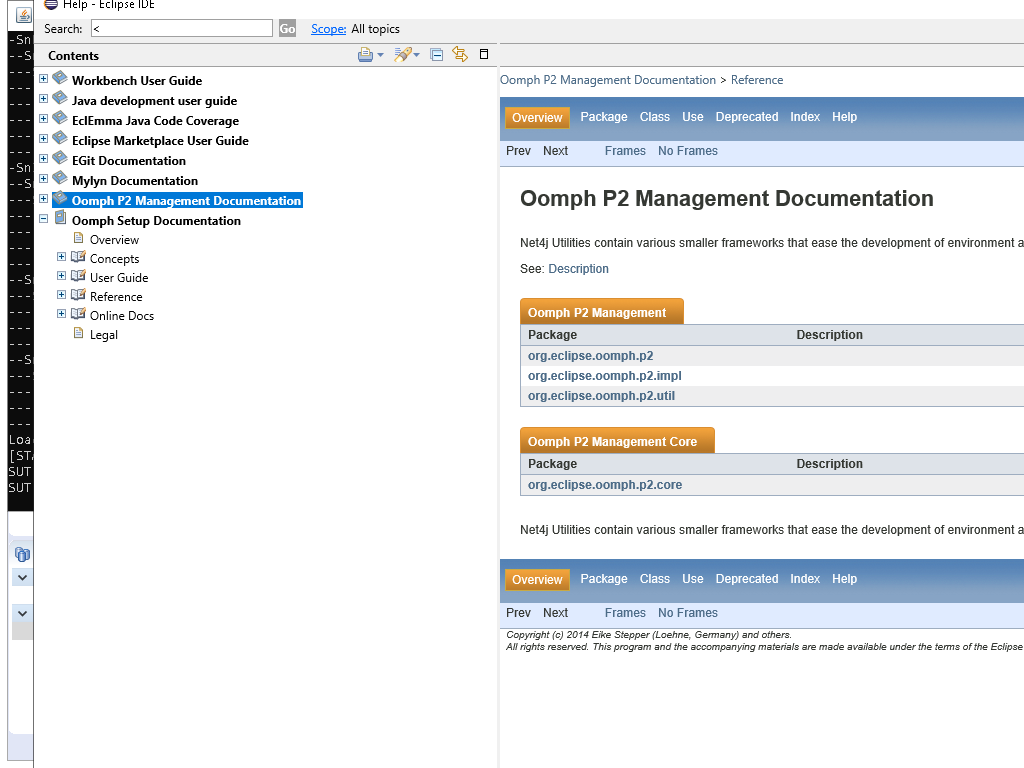 Help - Eclipse IDE
Search: < Go Scope: All topics
Contents
Workbench User Guide
Java development user guide
EclEmma Java Code Coverage
Eclipse Marketplace User Guide
EGit Documentation
Mylyn Documentation
Oomph P2 Management Documentation
Oomph Setup Documentation
Overview
Concepts
User Guide
Reference
Online Docs
Legal
Oomph P2 Management Documentation > Reference
Overview Package Class Use Deprecated Index Help
Prev Next Frames No Frames
Oomph P2 Management Documentation
Net4j Utilities contain various smaller frameworks that ease the development of environment a
See: Description
Oomph P2 Management
Package Description
org.eclipse.oomph.p2
org.eclipse.oomph.p2.impl
org.eclipse.oomph.p2.util
Oomph P2 Management Core
Package Description
org.eclipse.oomph.p2.core
Net4j Utilities contain various smaller frameworks that ease the development of environment a
Overview Package Class Use Deprecated Index Help
Prev Next Frames No Frames
Copyright (c) 2014 Eike Stepper (Loehne, Germany) and others.
All rights reserved. This program and the accompanying materials are made available under the terms of the Eclipse
-Sn
--S
---
---
---
---
---
---
-Sn
--S
---
---
---
---
---
--S
---
---
---
---
--S
---
---
---
---
Loa
[STA
SUT
SUT